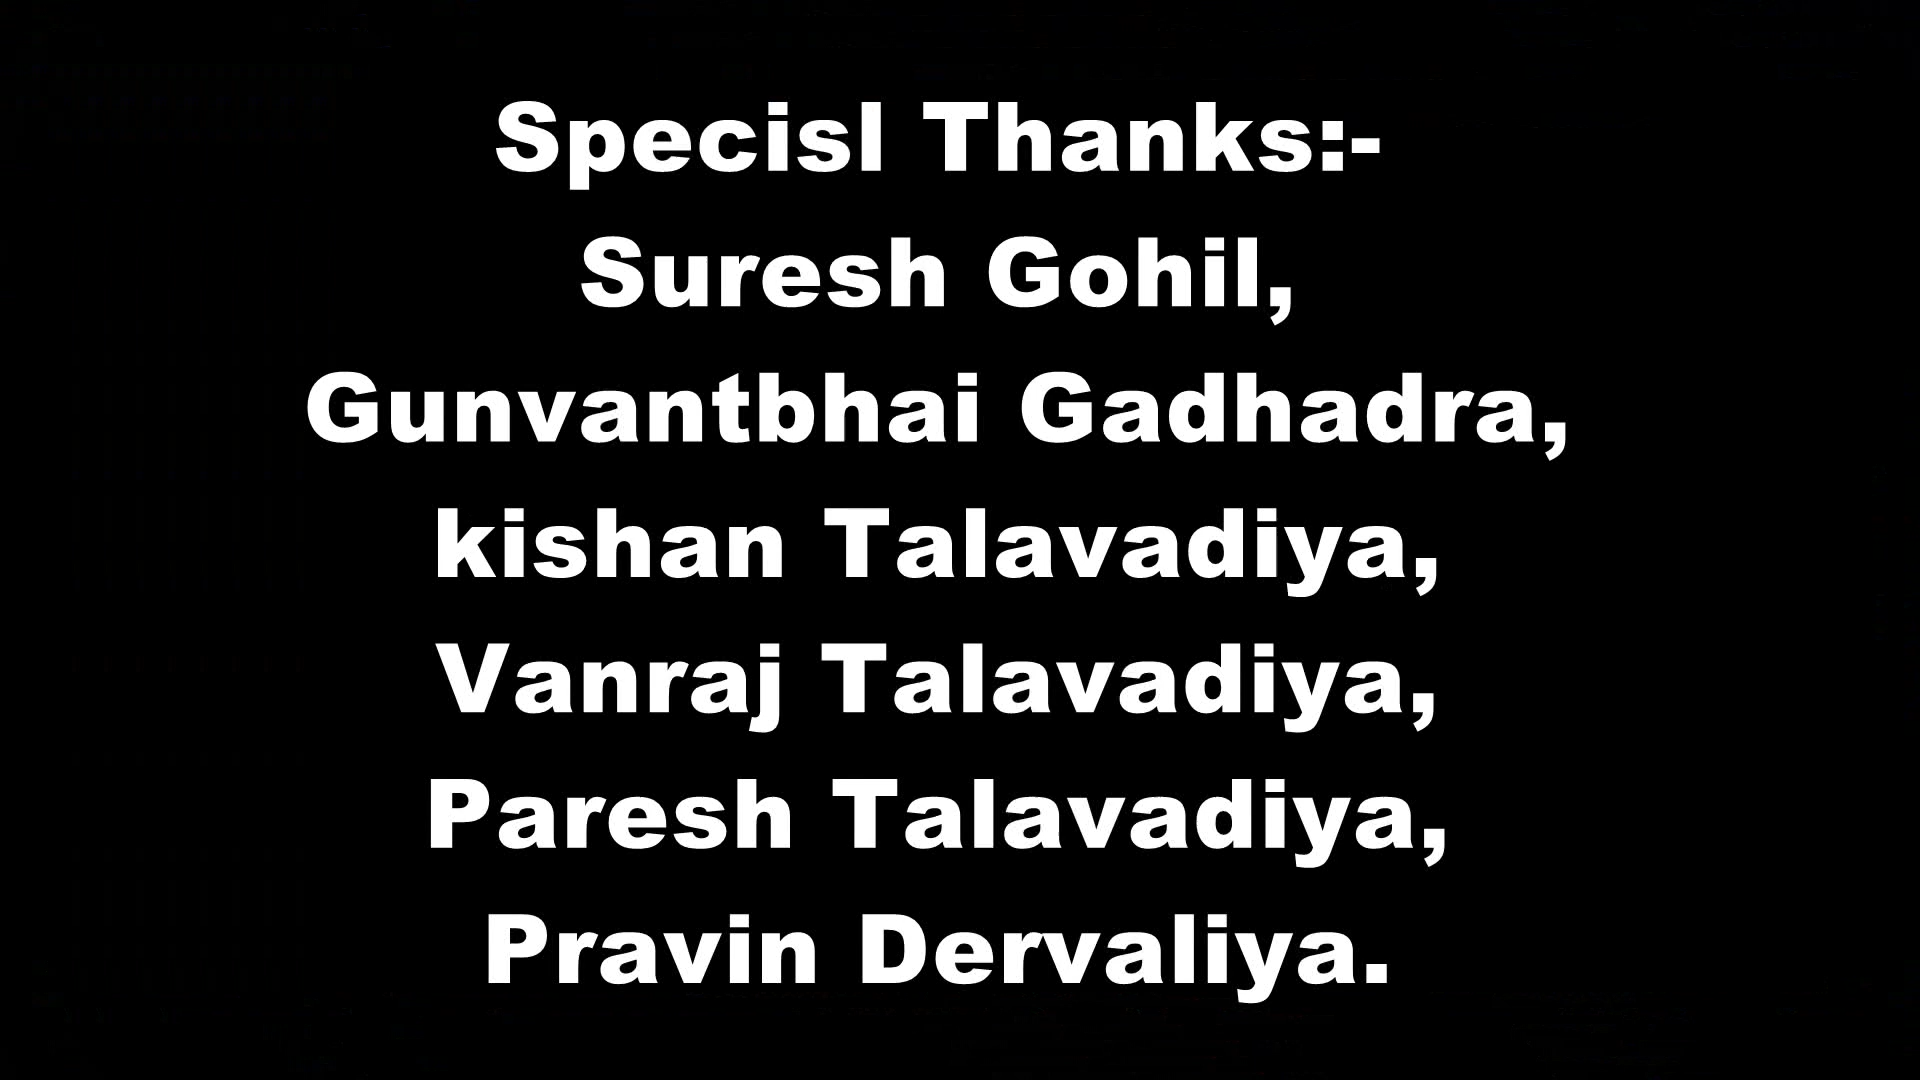 Specisl Thanks:-
Suresh Gohil,
Gunvantbhai Gadhadra,
kishan Talavadiya,
Vanraj Talavadiya,
Paresh Talavadiya,
Pravin Dervaliya.